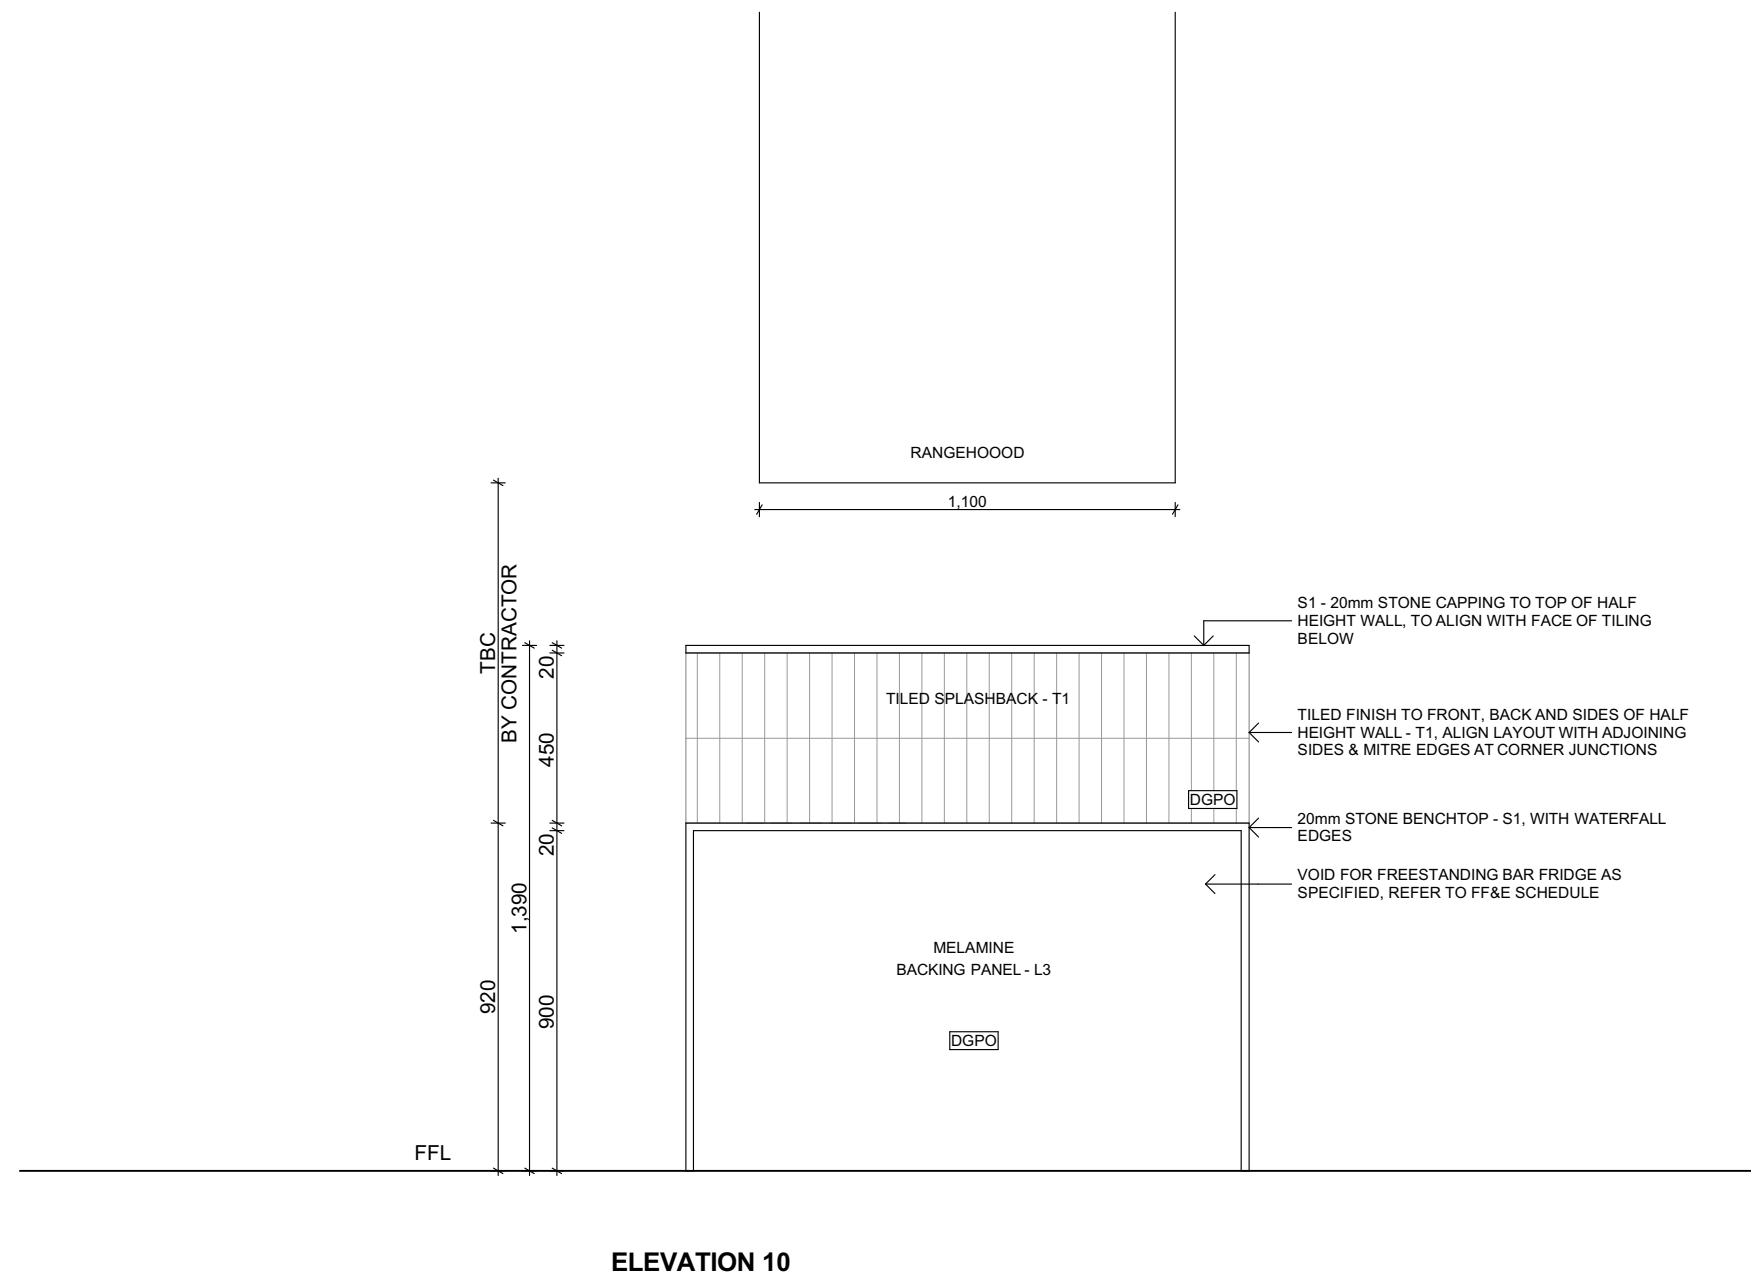 RANGEHOOOD
1,100
TBC
BY CONTRACTOR
20
450
20
1,390
920
900
S1 - 20mm STONE CAPPING TO TOP OF HALF
HEIGHT WALL, TO ALIGN WITH FACE OF TILING
BELOW
TILED SPLASHBACK - T1
TILED FINISH TO FRONT, BACK AND SIDES OF HALF
HEIGHT WALL - T1, ALIGN LAYOUT WITH ADJOINING
SIDES & MITRE EDGES AT CORNER JUNCTIONS
DGPO
20mm STONE BENCHTOP - S1, WITH WATERFALL
EDGES
VOID FOR FREESTANDING BAR FRIDGE AS
SPECIFIED, REFER TO FF&E SCHEDULE
MELAMINE
BACKING PANEL - L3
DGPO
FFL
ELEVATION 10